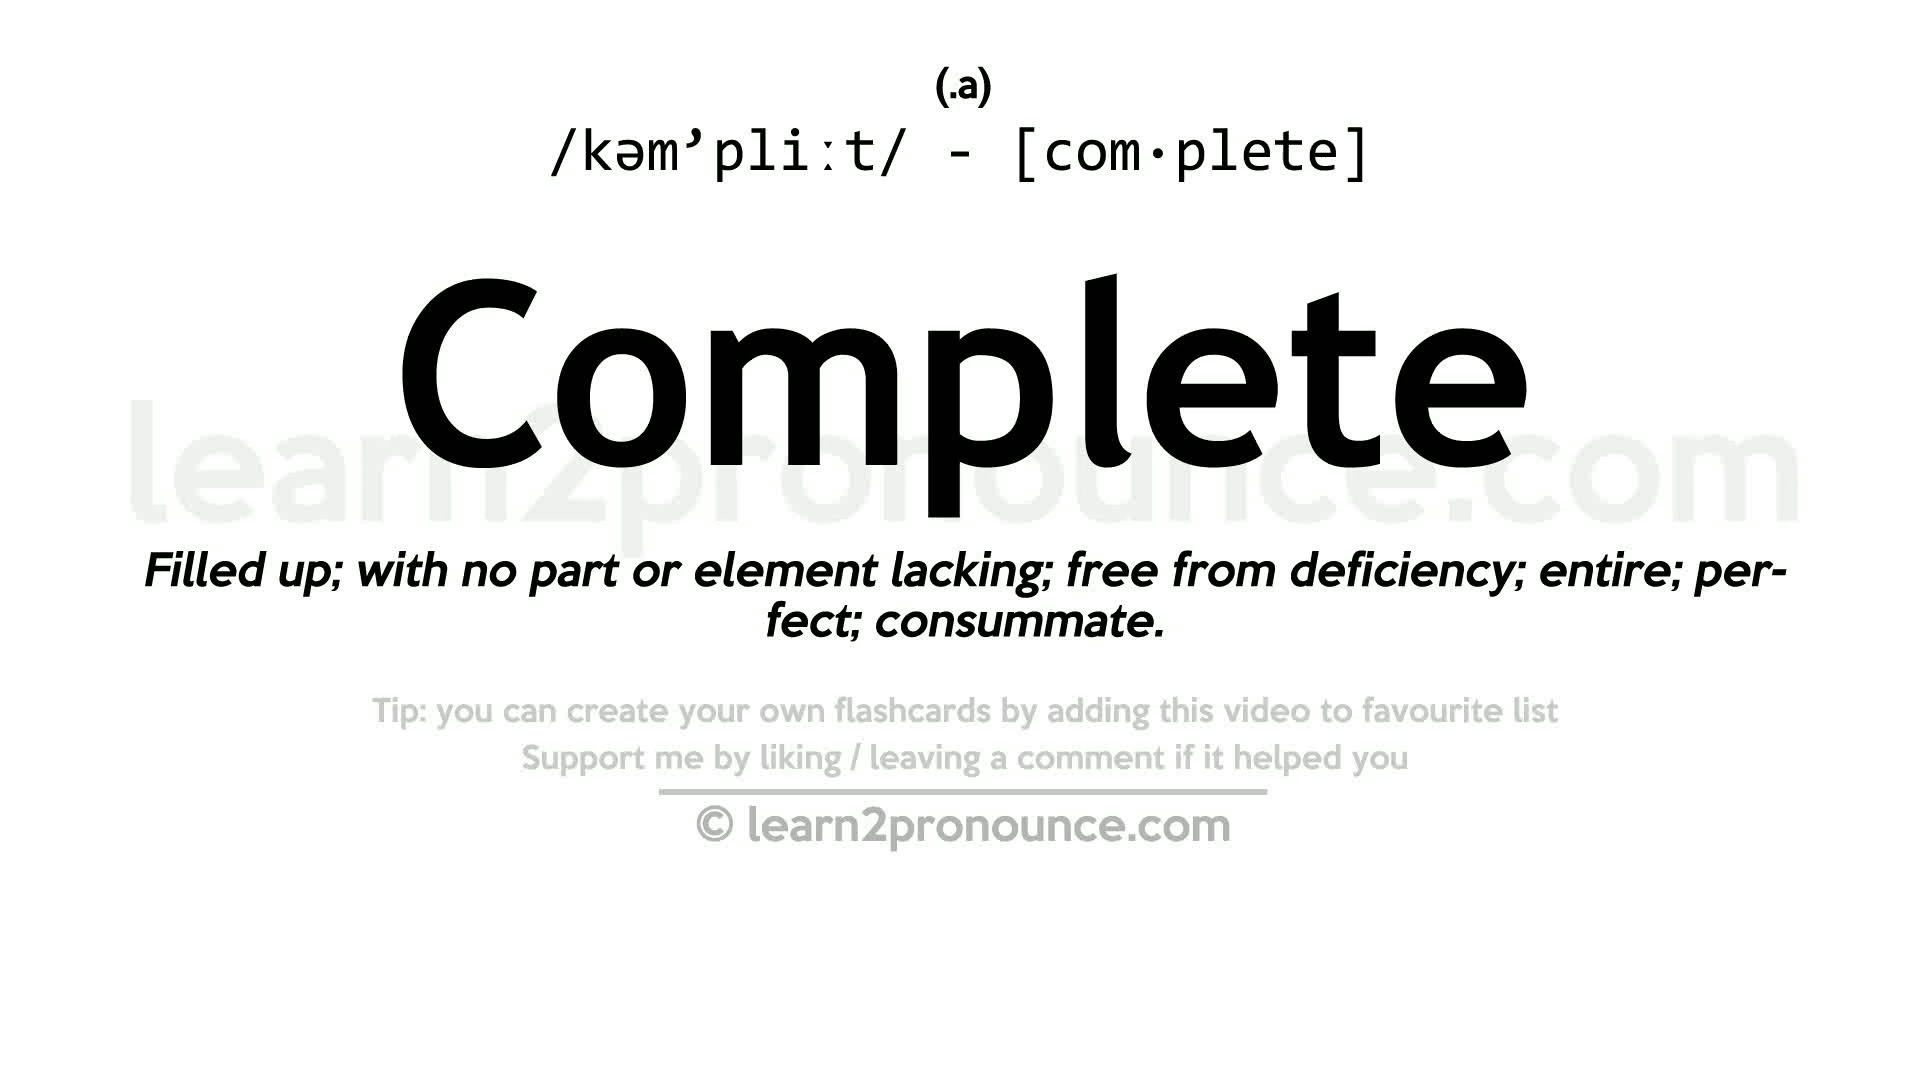 (.a)
/kəm’pliːt/ - [com·plete]
Complete
learn2pronounce.com
Filled up; with no part or element lacking; free from deficiency; entire; per-
fect; consummate.
Tip: you can create your own flashcards by adding this video to favourite list
Support me by liking / leaving a comment if it helped you
© learn2pronounce.com